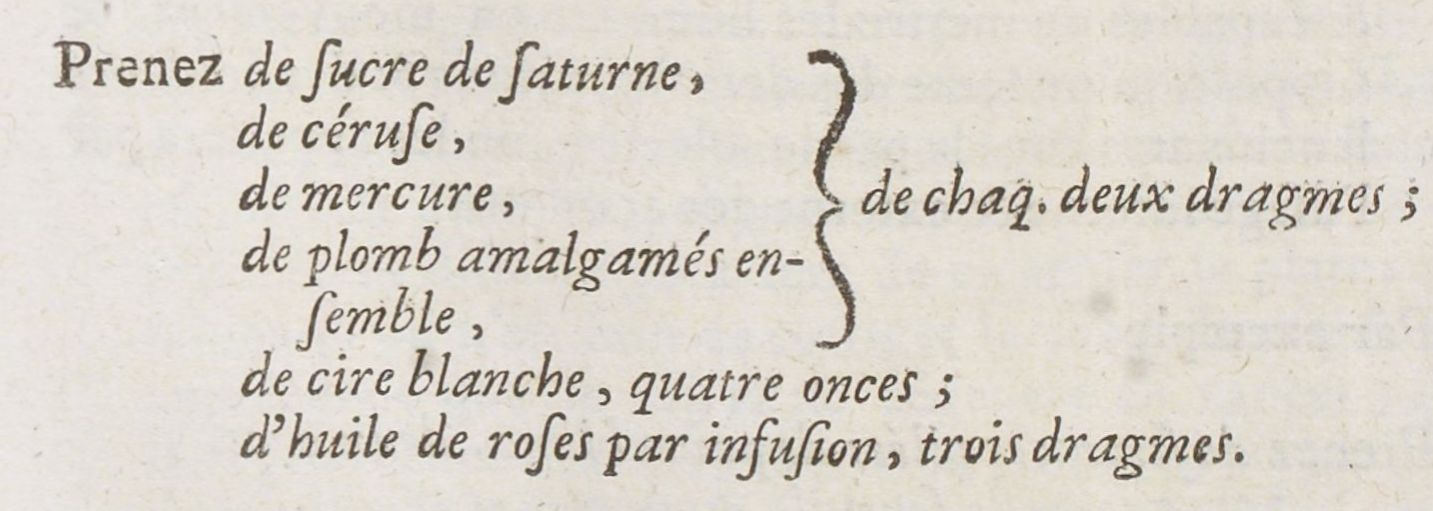 Prenez de ſucre de ſaturne,
de céruſe,
de mercure,
de plomb amalgamés en-
ſemble,
de chaq. deux dragmes;
de cire blanche, quatre onces;
d'huile de roſes par infuſion, trois dragmes.